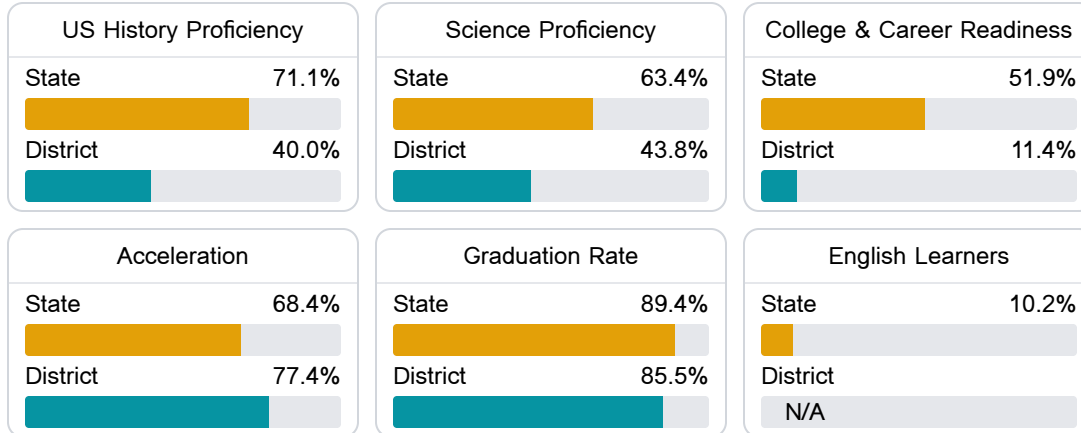 US History Proficiency
State 71.1%
District 40.0%
Science Proficiency
State 63.4%
District 43.8%
College & Career Readiness
State 51.9%
District 11.4%
Acceleration
State 68.4%
District 77.4%
Graduation Rate
State 89.4%
District 85.5%
English Learners
State 10.2%
District
N/A